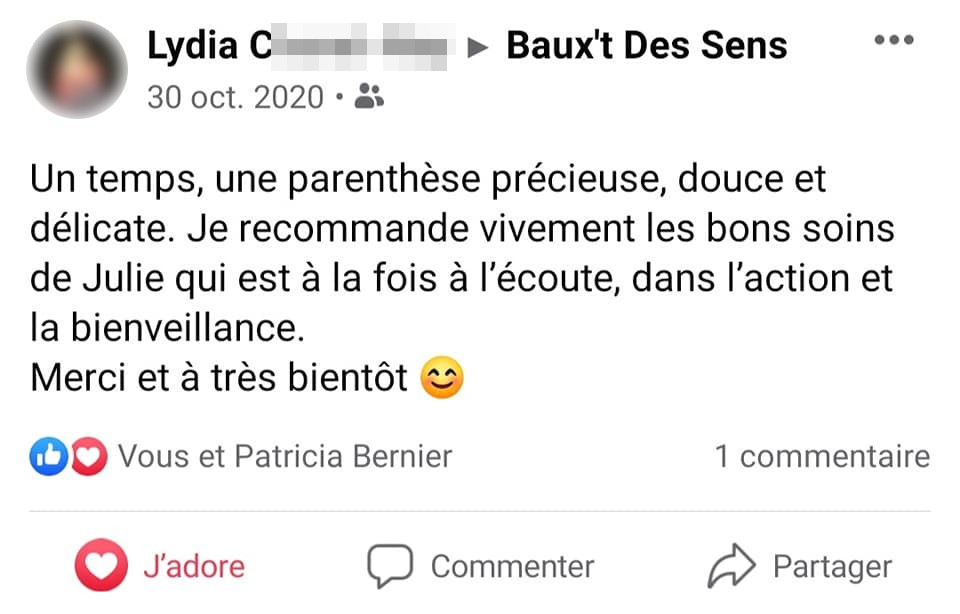 Lydia C ▶ Baux't Des Sens
30 oct. 2020 •
Un temps, une parenthèse précieuse, douce et
délicate. Je recommande vivement les bons soins
de Julie qui est à la fois à l’écoute, dans l’action et
la bienveillance.
Merci et à très bientôt 😊
Vous et Patricia Bernier 1 commentaire
J’adore Commenter Partager